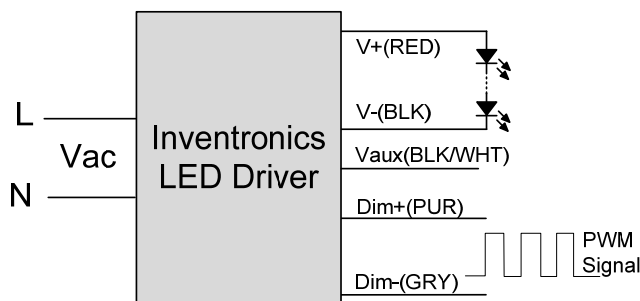 L
Vac
N
Inventronics
LED Driver
V+(RED)
V-(BLK)
Vaux(BLK/WHT)
Dim+(PUR)
Dim-(GRY)
PWM
Signal